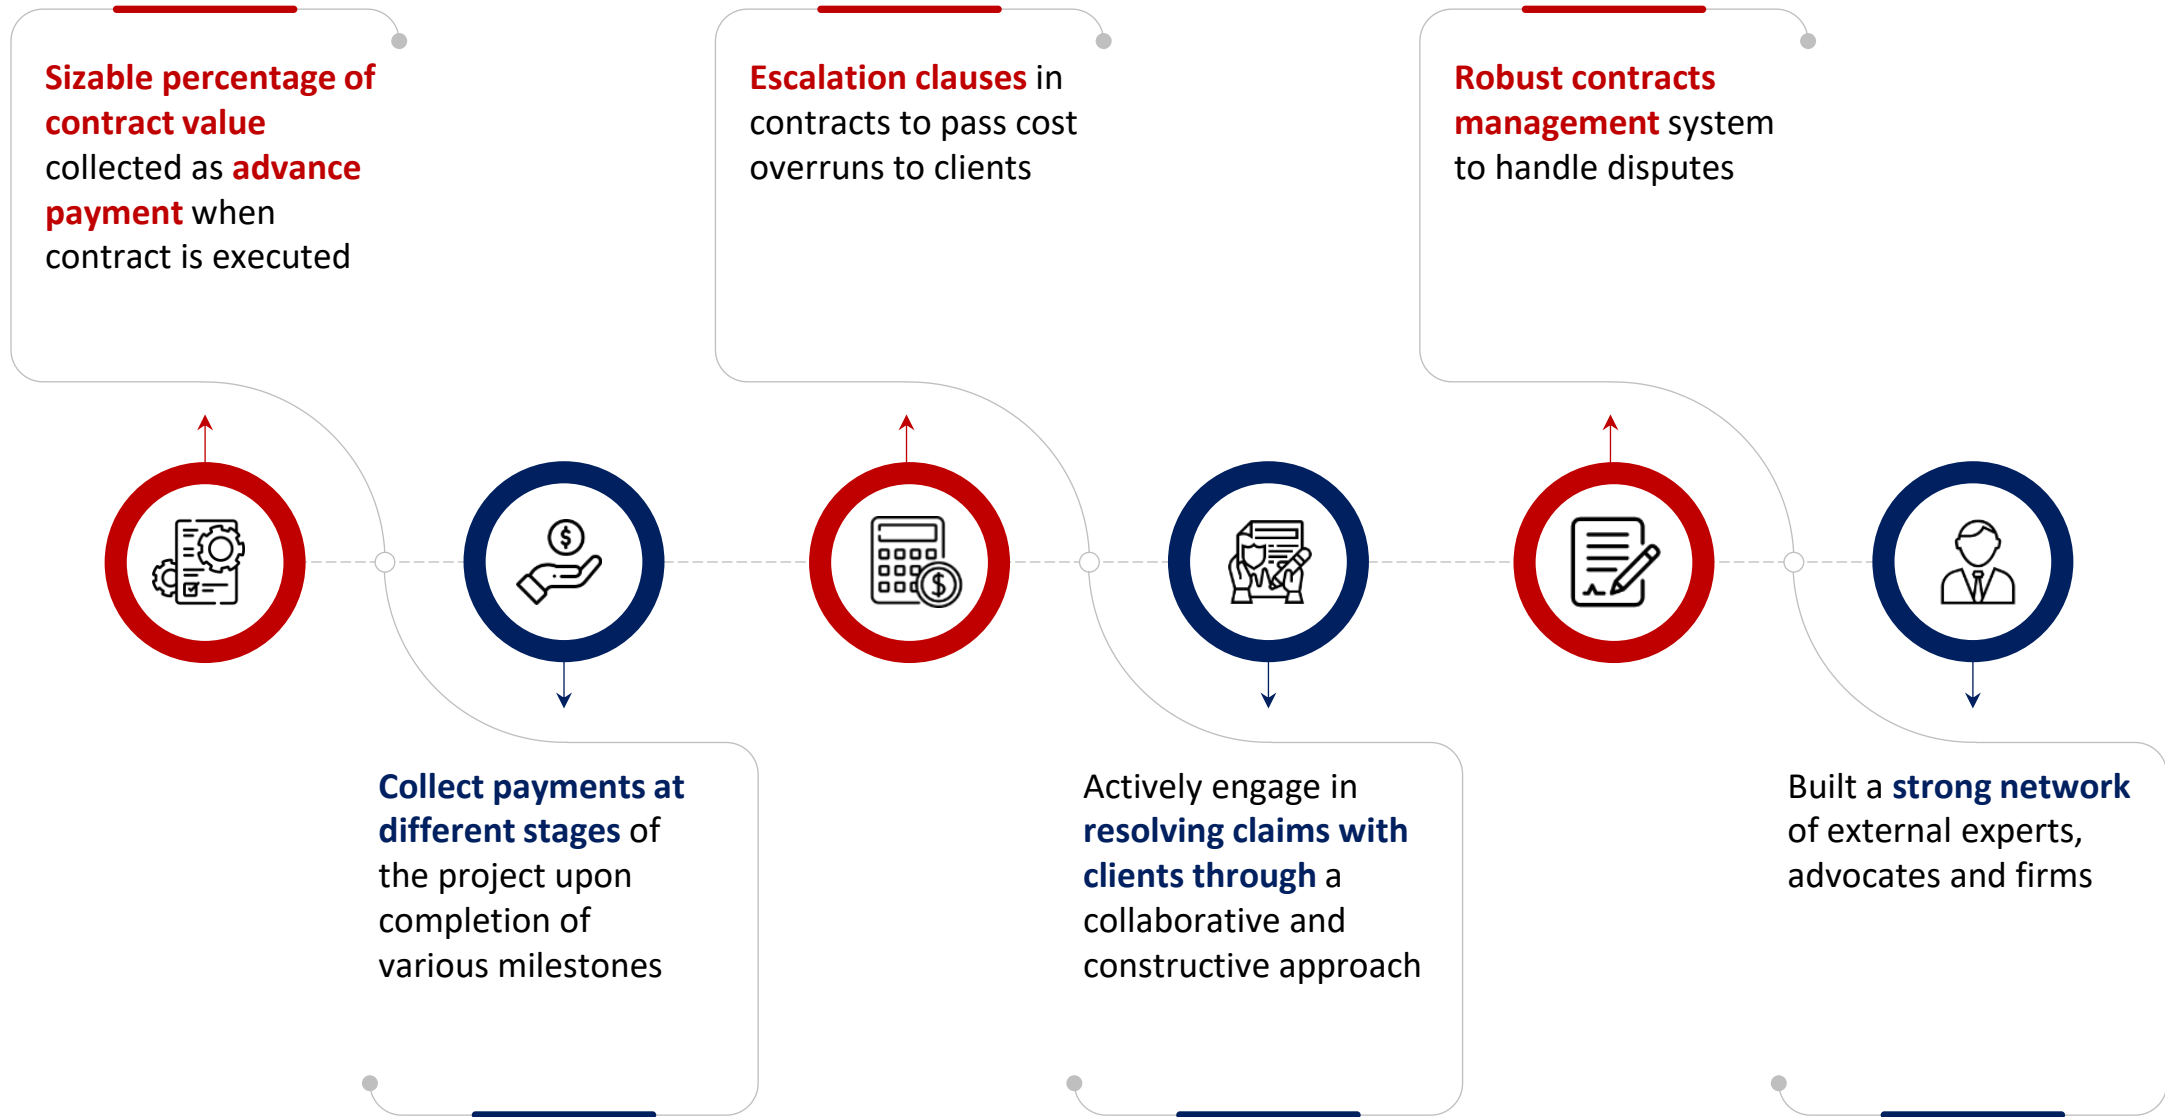 Sizable percentage of
contract value
collected as advance
payment when
contract is executed
Collect payments at
different stages of
the project upon
completion of
various milestones
Escalation clauses in
contracts to pass cost
overruns to clients
Actively engage in
resolving claims with
clients through a
collaborative and
constructive approach
Robust contracts
management system
to handle disputes
Built a strong network
of external experts,
advocates and firms